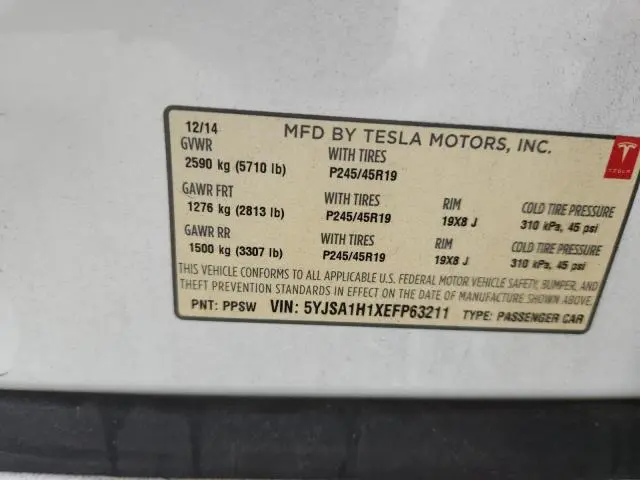 12/14 MFD BY TESLA MOTORS, INC.
GVWR WITH TIRES
2590 kg (5710 lb) P245/45R19
GAWR FRT WITH TIRES RIM COLD TIRE PRESSURE
1276 kg (2813 lb) P245/45R19 19X8 J 310 kPa, 45 psi
GAWR RR WITH TIRES RIM COLD TIRE PRESSURE
1500 kg (3307 lb) P245/45R19 19X8 J 310 kPa, 45 psi
THIS VEHICLE CONFORMS TO ALL APPLICABLE U.S. FEDERAL MOTOR VEHICLE SAFETY, BUMPER, AND
THEFT PREVENTION STANDARDS IN EFFECT ON THE DATE OF MANUFACTURE SHOWN ABOVE.
PNT: PPSW VIN: 5YJSA1H1XEFP63211 TYPE: PASSENGER CAR
TESLA